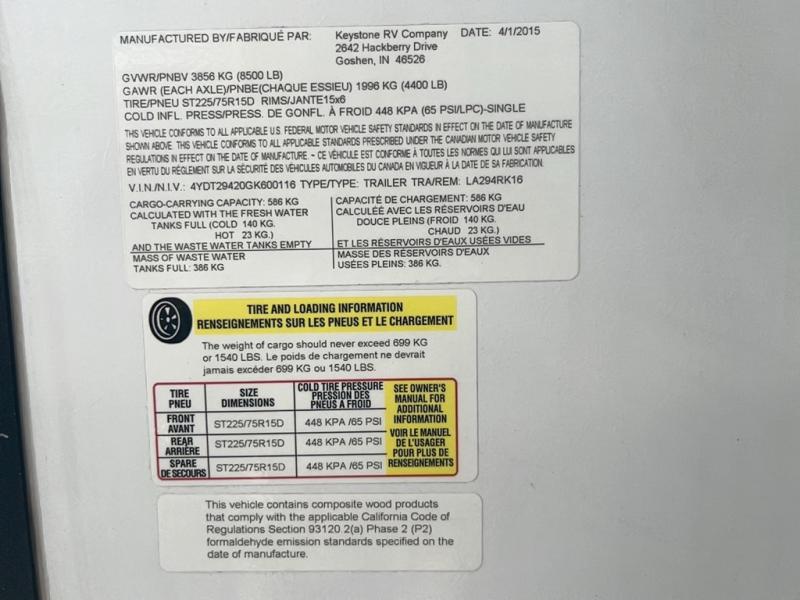 MANUFACTURED BY/FABRIQUÉ PAR: Keystone RV Company DATE: 4/1/2015
2642 Hackberry Drive
Goshen, IN 46526
GVWR/PNBV 3856 KG (8500 LB)
GAWR (EACH AXLE)/PNBE(CHAQUE ESSIEU) 1996 KG (4400 LB)
TIRE/PNEU ST225/75R15D RIMS/JANTE15x6
COLD INFL. PRESS/PRESS. DE GONFL. À FROID 448 KPA (65 PSI/LPC)-SINGLE
THIS VEHICLE CONFORMS TO ALL APPLICABLE U.S. FEDERAL MOTOR VEHICLE SAFETY STANDARDS IN EFFECT ON THE DATE OF MANUFACTURE
SHOWN ABOVE. THIS VEHICLE CONFORMS TO ALL APPLICABLE STANDARDS PRESCRIBED UNDER THE CANADIAN MOTOR VEHICLE SAFETY
REGULATIONS IN EFFECT ON THE DATE OF MANUFACTURE - CE VÉHICULE EST CONFORME À TOUTES LES NORMES QUI LUI SONT APPLICABLES
EN VERTU DU RÉGLEMENT SUR LA SÉCURITÉ DES VÉHICULES AUTOMOBILES DU CANADA EN VIGUEUR À LA DATE DE SA FABRICATION.
V.I.N./N.I.V.: 4YDT29420GK600116 TYPE/TYPE: TRAILER TRA/REM: LA294RK16
CARGO-CARRYING CAPACITY: 586 KG
CALCULATED WITH THE FRESH WATER
TANKS FULL (COLD 140 KG.
HOT 23 KG.)
AND THE WASTE WATER TANKS EMPTY
MASS OF WASTE WATER
TANKS FULL: 386 KG
CAPACITÉ DE CHARGEMENT: 586 KG
CALCULÉE AVEC LES RÉSERVOIRS D'EAU
DOUCE PLEINS (FROID 140 KG.
CHAUD 23 KG.)
ET LES RÉSERVOIRS D'EAUX USÉES VIDES
MASSE DES RÉSERVOIRS D'EAUX
USÉES PLEINS: 386 KG.
TIRE AND LOADING INFORMATION
RENSEIGNEMENTS SUR LES PNEUS ET LE CHARGEMENT
The weight of cargo should never exceed 699 KG
or 1540 LBS. Le poids de chargement ne devrait
jamais excéder 699 KG ou 1540 LBS.
TIRE
PNEU
SIZE
DIMENSIONS
COLD TIRE PRESSURE
PRESSION DES
PNEUS A FROID
FRONT
AVANT
ST225/75R15D 448 KPA /65 PSI
REAR
ARRIÈRE
ST225/75R15D 448 KPA /65 PSI
SPARE
DE SECOURS
ST225/75R15D 448 KPA /65 PSI
SEE OWNER'S
MANUAL FOR
ADDITIONAL
INFORMATION
VOIR LE MANUEL
DE L'USAGER
POUR PLUS DE
RENSEIGNEMENTS
This vehicle contains composite wood products
that comply with the applicable California Code of
Regulations Section 93120.2(a) Phase 2 (P2)
formaldehyde emission standards specified on the
date of manufacture.